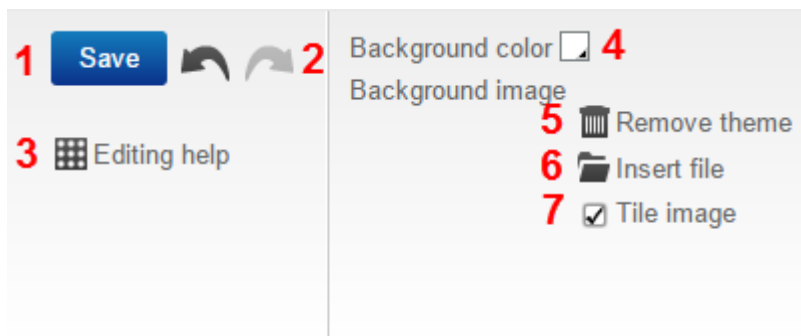 1 Save 2
3 Editing help
Background color 4
Background image
5 Remove theme
6 Insert file
7 Tile image